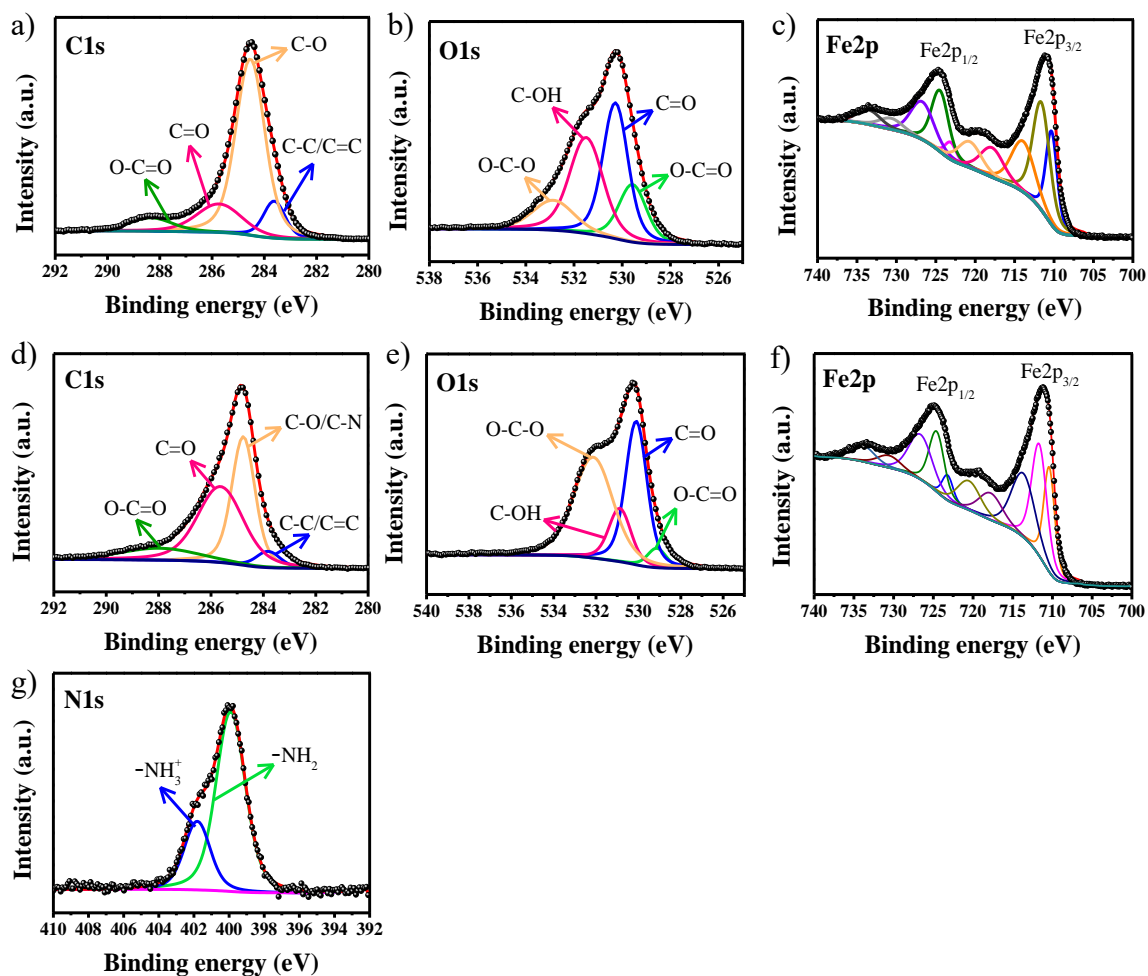 a)
C1s
C-O
C=O
C-C/C=C
O-C=O
Intensity (a.u.)
292 290 288 286 284 282 280
Binding energy (eV)
b)
O1s
C-OH
C=O
O-C-O
O-C=O
Intensity (a.u.)
538 536 534 532 530 528 526
Binding energy (eV)
c)
Fe2p
Fe2p1/2
Fe2p3/2
Intensity (a.u.)
740 735 730 725 720 715 710 705 700
Binding energy (eV)
d)
C1s
C-O/C-N
C=O
O-C=O
C-C/C=C
Intensity (a.u.)
292 290 288 286 284 282 280
Binding energy (eV)
e)
O1s
O-C-O
C=O
O-C=O
C-OH
Intensity (a.u.)
540 538 536 534 532 530 528 526
Binding energy (eV)
f)
Fe2p
Fe2p1/2
Fe2p3/2
Intensity (a.u.)
740 735 730 725 720 715 710 705 700
Binding energy (eV)
g)
N1s
-NH3+
-NH2
Intensity (a.u.)
410 408 406 404 402 400 398 396 394 392
Binding energy (eV)